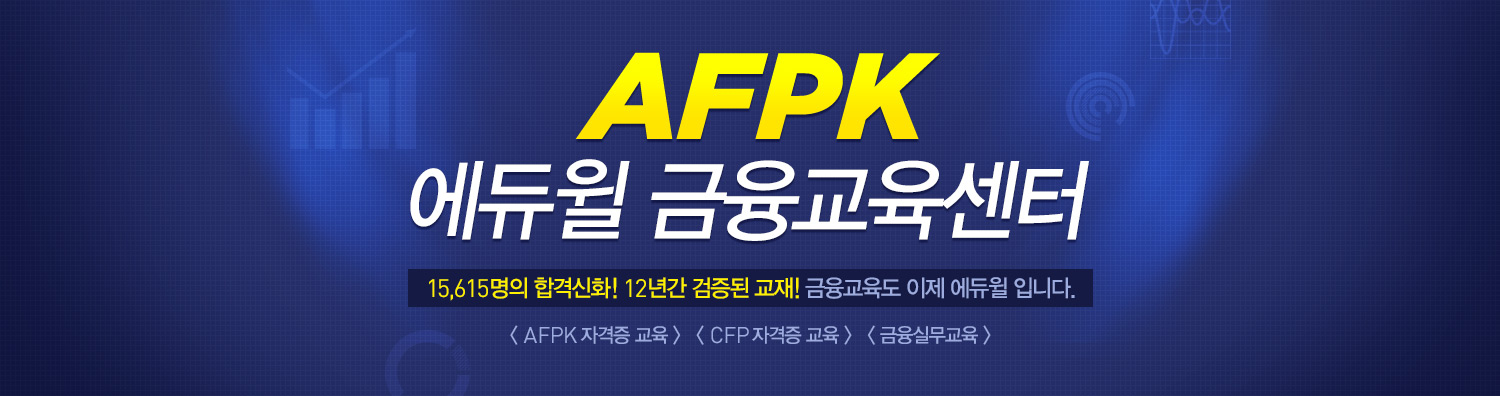 AFPK
에듀윌 금융교육센터
15,615명의 합격신화! 12년간 검증된 교재! 금융교육도 이제 에듀윌 입니다.
〈 AFPK 자격증 교육 〉 〈 CFP 자격증 교육 〉 〈 금융실무교육 〉